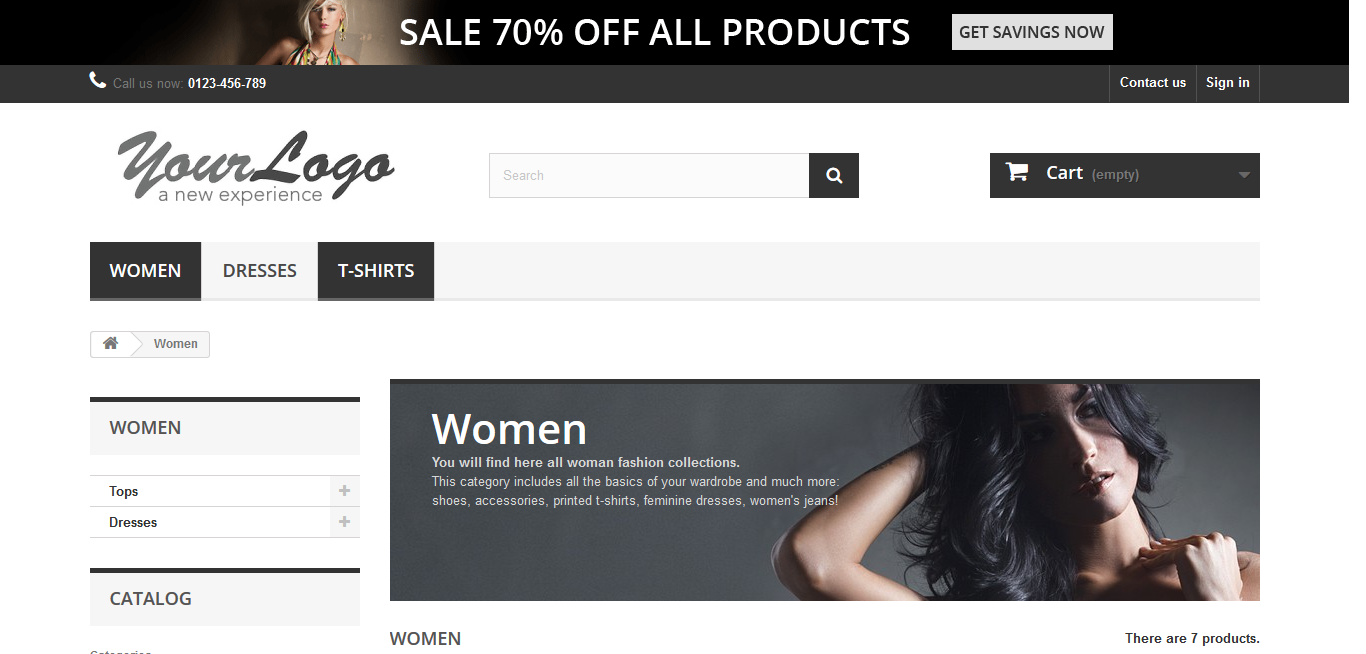 SALE 70% OFF ALL PRODUCTS
GET SAVINGS NOW
Call us now: 0123-456-789
Contact us
Sign in
YourLogo
a new experience
Search
Cart (empty)
WOMEN
DRESSES
T-SHIRTS
Women
WOMEN
Tops
Dresses
CATALOG
Categories
Women
You will find here all woman fashion collections.
This category includes all the basics of your wardrobe and much more:
shoes, accessories, printed t-shirts, feminine dresses, women's jeans!
WOMEN
There are 7 products.